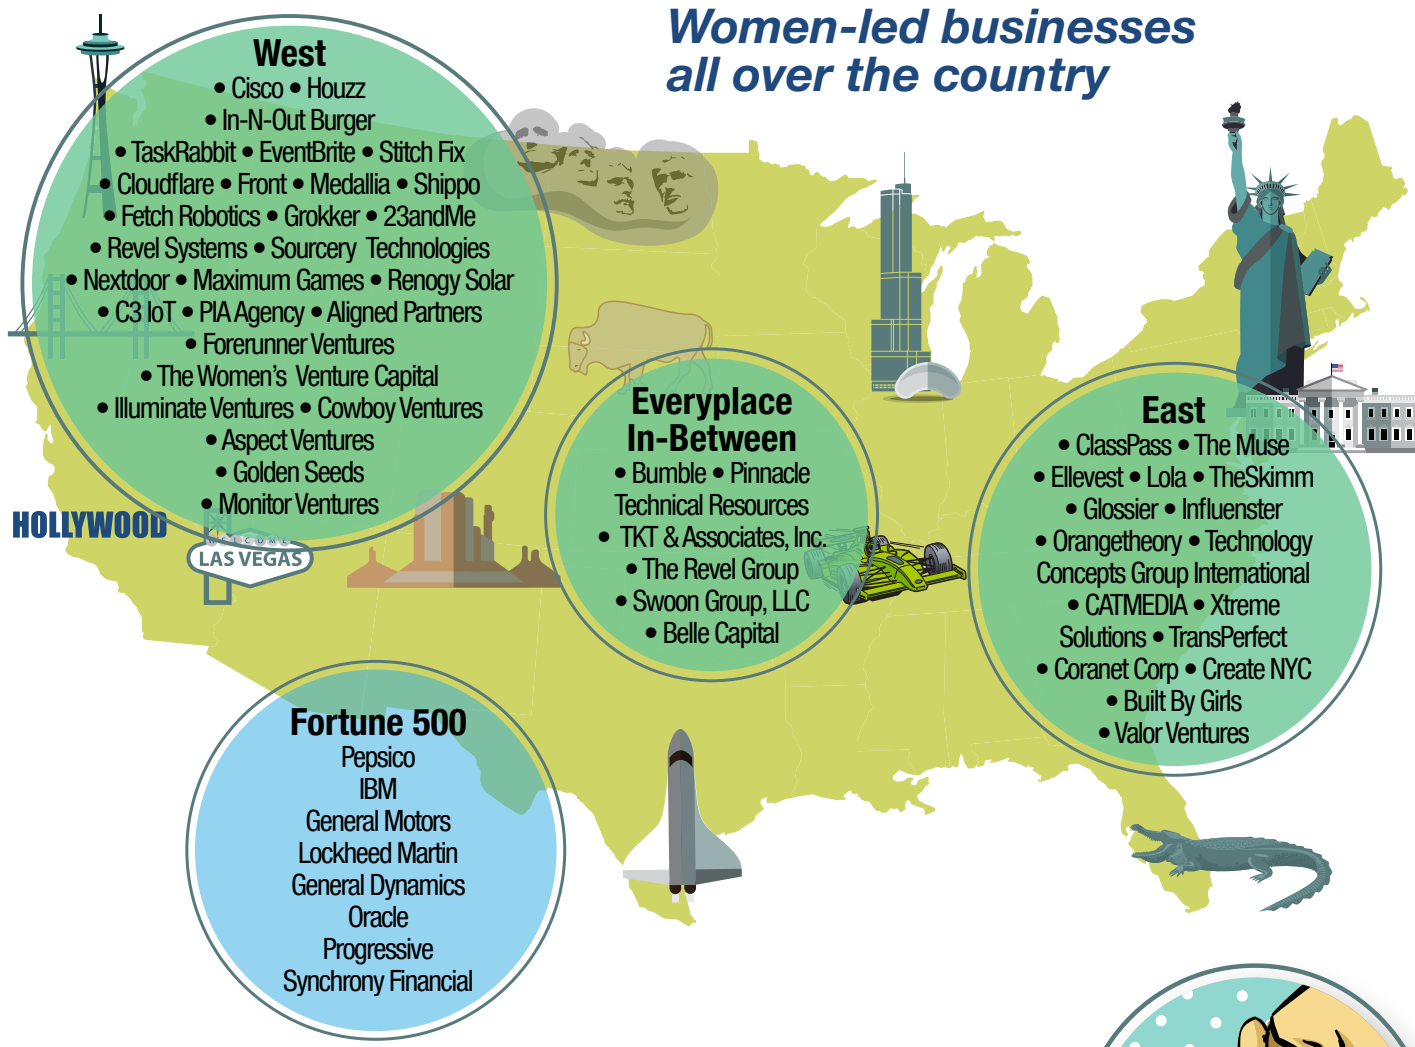 Women-led businesses
all over the country
West
• Cisco • Houzz
• In-N-Out Burger
• TaskRabbit • EventBrite • Stitch Fix
• Cloudflare • Front • Medallia • Shippo
• Fetch Robotics • Grokker • 23andMe
• Revel Systems • Sourcery Technologies
• Nextdoor • Maximum Games • Renogy Solar
• C3 IoT • PIA Agency • Aligned Partners
• Forerunner Ventures
• The Women's Venture Capital
• Illuminate Ventures • Cowboy Ventures
• Aspect Ventures
• Golden Seeds
• Monitor Ventures
HOLLYWOOD
WELCOME
LAS VEGAS
Everyplace
In-Between
• Bumble • Pinnacle
Technical Resources
• TKT & Associates, Inc.
• The Revel Group
• Swoon Group, LLC
• Belle Capital
East
• ClassPass • The Muse
• Ellevest • Lola • TheSkimm
• Glossier • Influenster
• Orangetheory • Technology
Concepts Group International
• CATMEDIA • Xtreme
Solutions • TransPerfect
• Coranet Corp • Create NYC
• Built By Girls
• Valor Ventures
Fortune 500
Pepsico
IBM
General Motors
Lockheed Martin
General Dynamics
Oracle
Progressive
Synchrony Financial